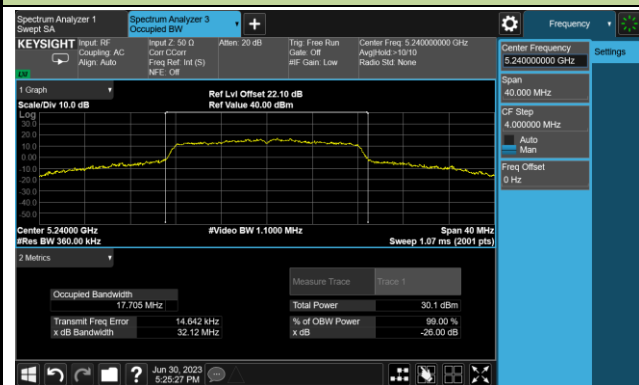 Spectrum Analyzer 1
Swept SA
Spectrum Analyzer 3
Occupied BW
Frequency
KEYSIGHT
Input: RF
Coupling: AC
Align: Auto
Input Z: 50 Ω
Corr CCorr
Freq Ref: Int (S)
NFE: Off
Atten: 20 dB
Trig: Free Run
Gate: Off
#IF Gain: Low
Center Freq: 5.240000000 GHz
Avg|Hold:>10/10
Radio Std: None
Center Frequency
5.240000000 GHz
Settings
Span
40.000 MHz
CF Step
4.000000 MHz
Auto
Man
Freq Offset
0 Hz
1 Graph
Scale/Div 10.0 dB
Ref Lvl Offset 22.10 dB
Ref Value 40.00 dBm
Log
30.0
20.0
10.0
0.00
-10.0
-20.0
-30.0
-40.0
-50.0
Center 5.24000 GHz
#Res BW 360.00 kHz
#Video BW 1.1000 MHz
Span 40 MHz
Sweep 1.07 ms (2001 pts)
2 Metrics
Measure Trace
Trace 1
Occupied Bandwidth
17.705 MHz
Total Power
30.1 dBm
Transmit Freq Error
14.642 kHz
% of OBW Power
99.00 %
x dB Bandwidth
32.12 MHz
x dB
-26.00 dB
Jun 30, 2023
5:25:27 PM